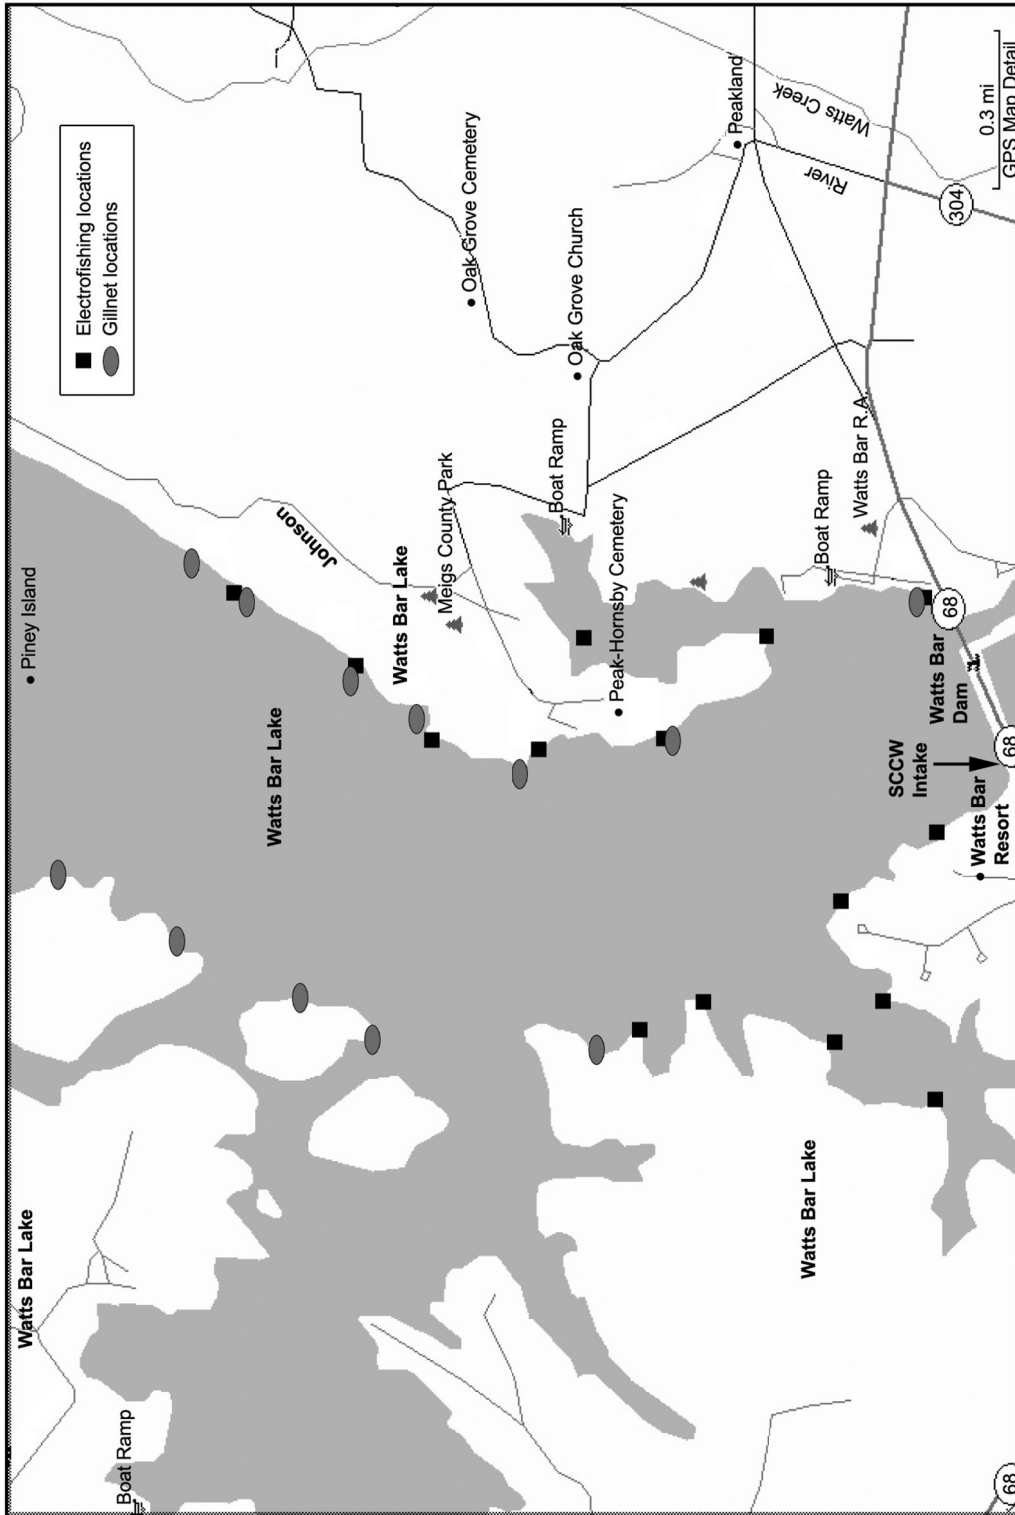 Electrofishing locations
Gillnet locations
Piney Island
Watts Bar Lake
Watts Bar Lake
Boat Ramp
Johnson
Watts Bar Lake
Meigs County Park
Oak Grove Cemetery
Oak Grove Church
Boat Ramp
Peak-Hornsby Cemetery
Peakland
Watts Creek
River
304
0.3 mi
GPS Map Detail
Boat Ramp
Watts Bar R.A.
68
Watts Bar
Dam
SCCW
Intake
68
Watts Bar
Resort
Watts Bar Lake
68